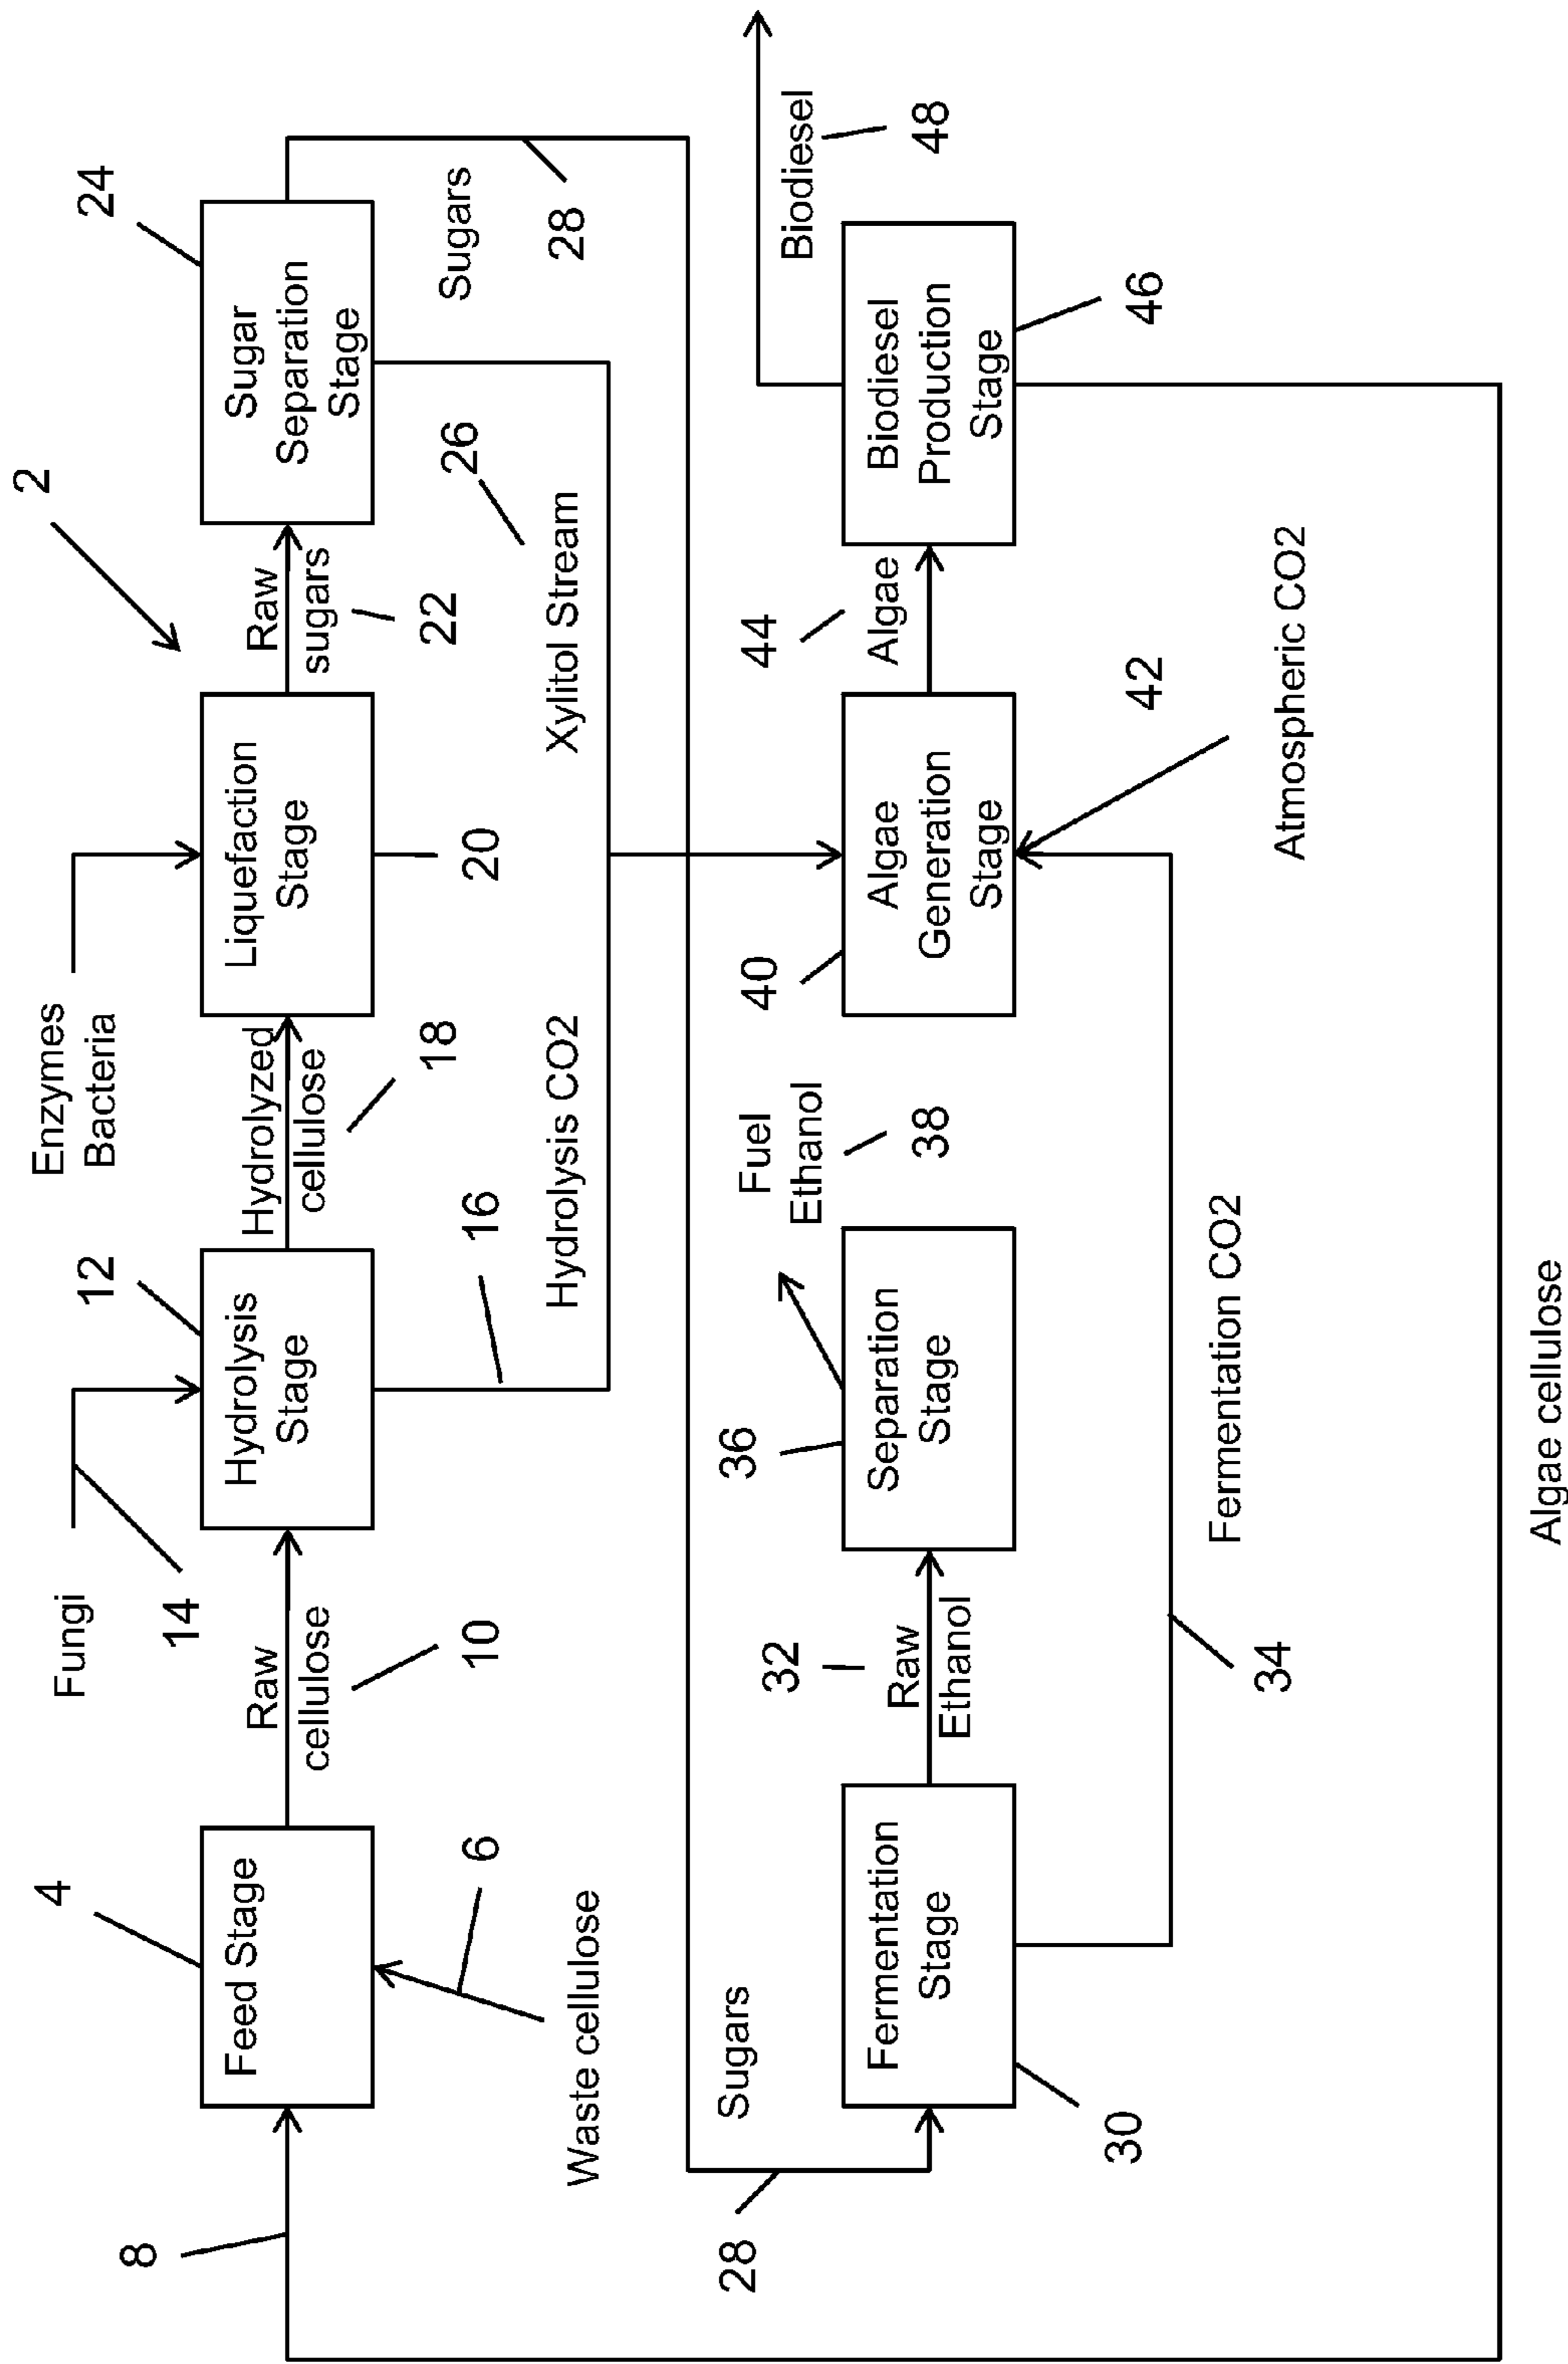 2
Fungi
14
12
Enzymes
Bacteria
24
4
8
Feed Stage
Raw
cellulose
10
Hydrolysis
Stage
Hydrolyzed
cellulose
18
Liquefaction
Stage
20
Raw
sugars
22
Sugar
Separation
Stage
6
Waste cellulose
16
Hydrolysis CO2
Xylitol Stream
26
Sugars
28
Sugars
28
Fermentation
Stage
30
32
Raw
Ethanol
36
Separation
Stage
Fuel
Ethanol
38
40
Algae
Generation
Stage
44
Algae
Biodiesel
Production
Stage
46
Biodiesel
48
34
Fermentation CO2
42
Atmospheric CO2
Algae cellulose